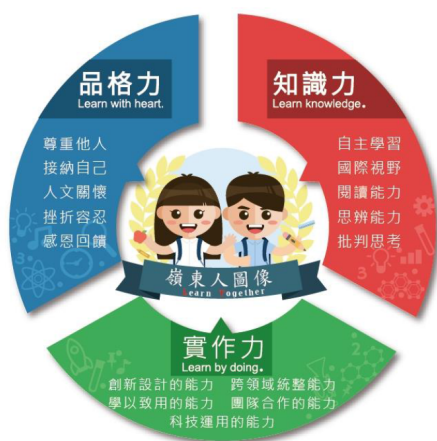 品格力
Learn with heart.
尊重他人
接納自己
人文關懷
挫折容忍
感恩回饋
知識力
Learn knowledge.
自主學習
國際視野
閱讀能力
思辨能力
批判思考
嶺東人圖像
Learn Together
實作力
Learn by doing.
創新設計的能力 跨領域統整能力
學以致用的能力 團隊合作的能力
科技運用的能力